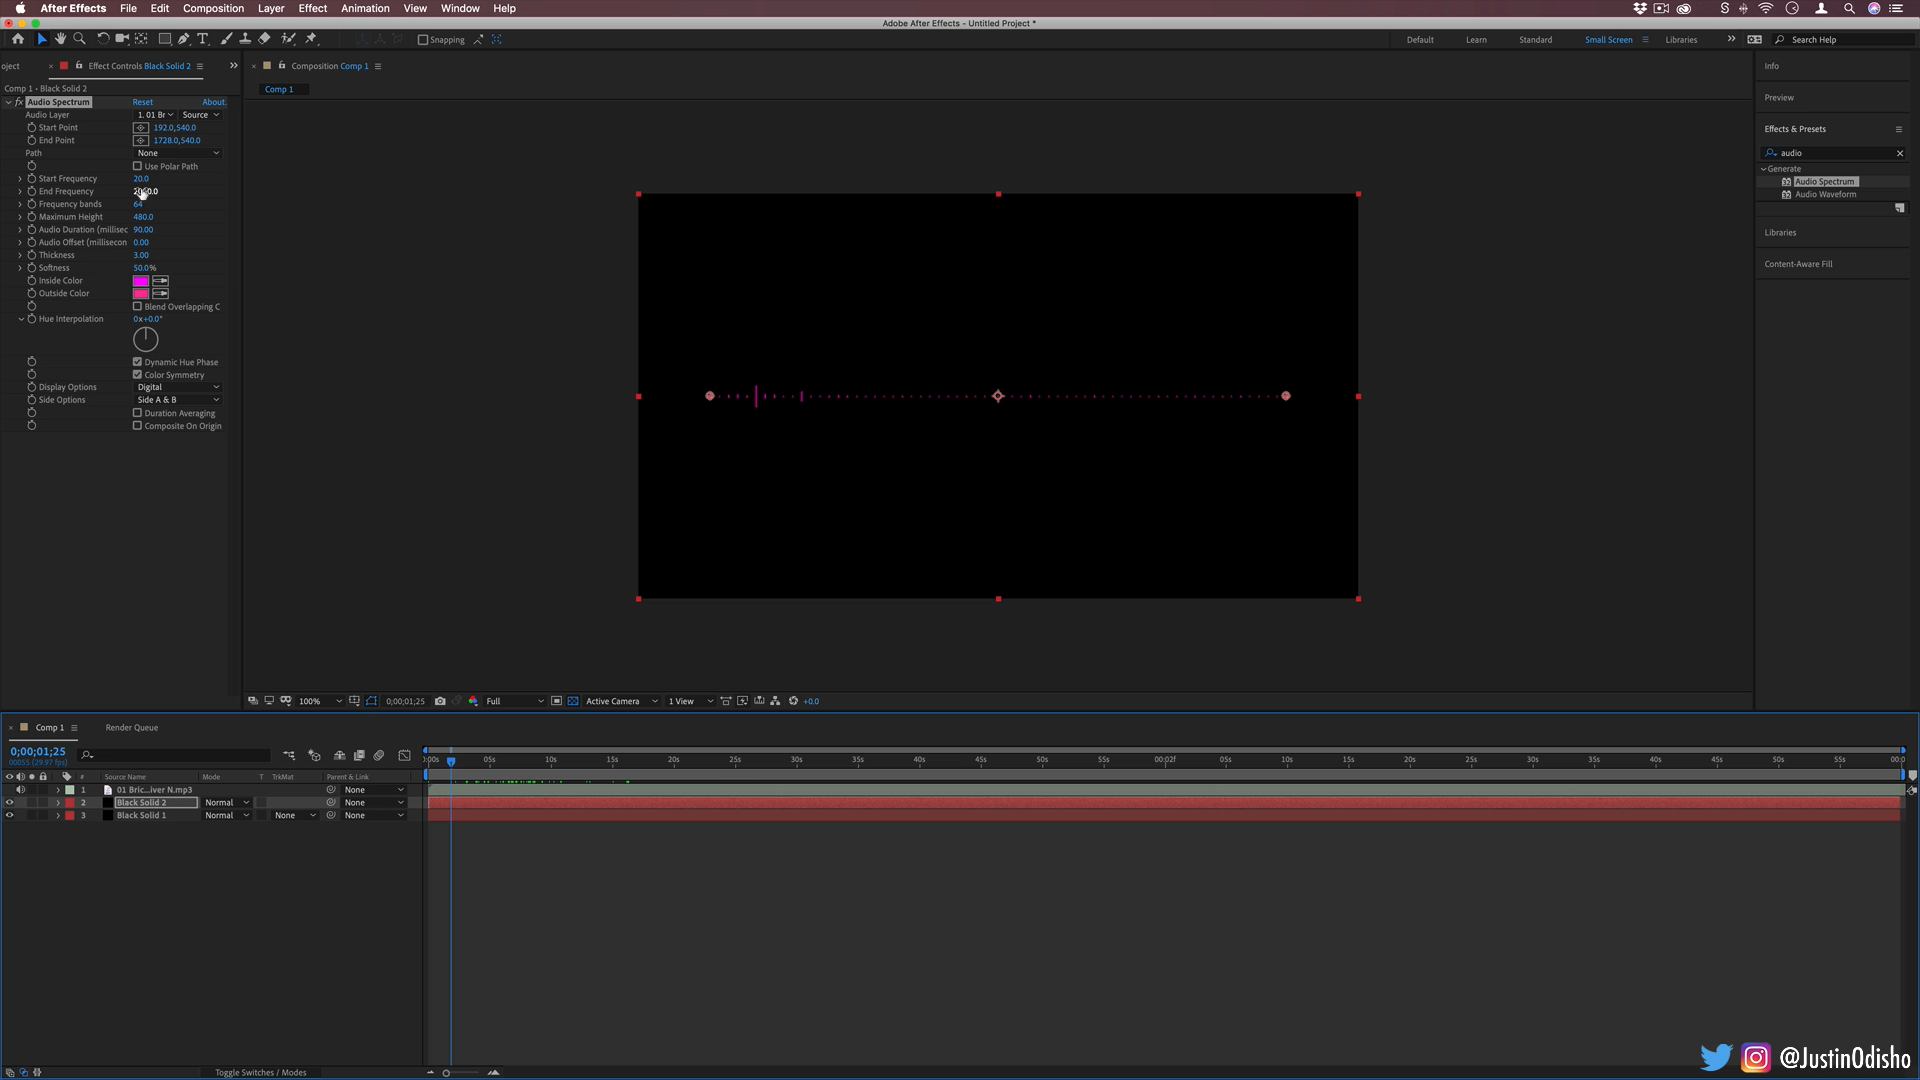 After Effects File Edit Composition Layer Effect Animation View Window Help
Adobe After Effects - Untitled Project *
Snapping
Default Learn Standard Small Screen Libraries Search Help
oject Effect Controls Black Solid 2
Composition Comp 1
Comp 1 • Black Solid 2
Comp 1
fx Audio Spectrum Reset About.
Audio Layer 1. 01 Br Source
Start Point 192.0,540.0
End Point 1728.0,540.0
Path None
Use Polar Path
Start Frequency 20.0
End Frequency
Frequency bands 64
Maximum Height 480.0
Audio Duration (millisec 90.00
Audio Offset (millisecon 0.00
Thickness 3.00
Softness 50.0%
Inside Color
Outside Color
Blend Overlapping C
Hue Interpolation 0x+0.0°
Dynamic Hue Phase
Color Symmetry
Display Options Digital
Side Options Side A & B
Duration Averaging
Composite On Origin
Info
Preview
Effects & Presets
audio
Generate
Audio Spectrum
Audio Waveform
Libraries
Content-Aware Fill
100% 0;00;01;25 Full Active Camera 1 View +0.0
Comp 1 Render Queue
0;00;01;25
00055 (29.97 fps)
:00s 05s 10s 15s 20s 25s 30s 35s 40s 45s 50s 55s 00:02f 05s 10s 15s 20s 25s 30s 35s 40s 45s 50s 55s 00:0
# Source Name Mode T TrkMat Parent & Link
1 01 Bric...iver N.mp3 None
2 Black Solid 2 Normal None
3 Black Solid 1 Normal None None
Toggle Switches / Modes
@JustinOdisho